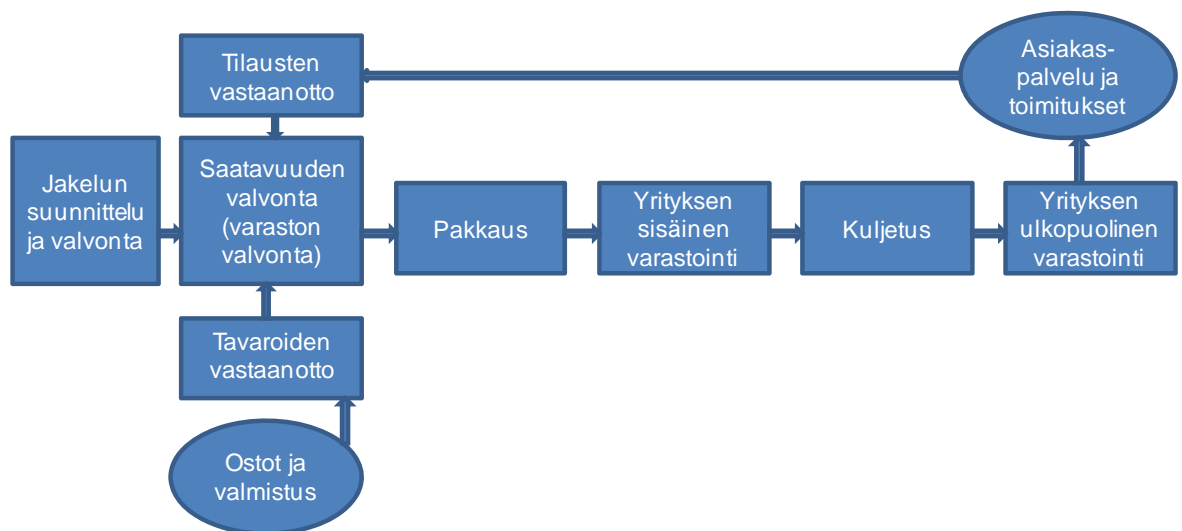 Tilausten
vastaanotto
Asiakas-
palvelu ja
toimitukset
Jakelun
suunnittelu
ja valvonta
Saatavuuden
valvonta
(varaston
valvonta)
Pakkaus
Yrityksen
sisäinen
varastointi
Kuljetus
Yrityksen
ulkopuolinen
varastointi
Tavaroiden
vastaanotto
Ostot ja
valmistus